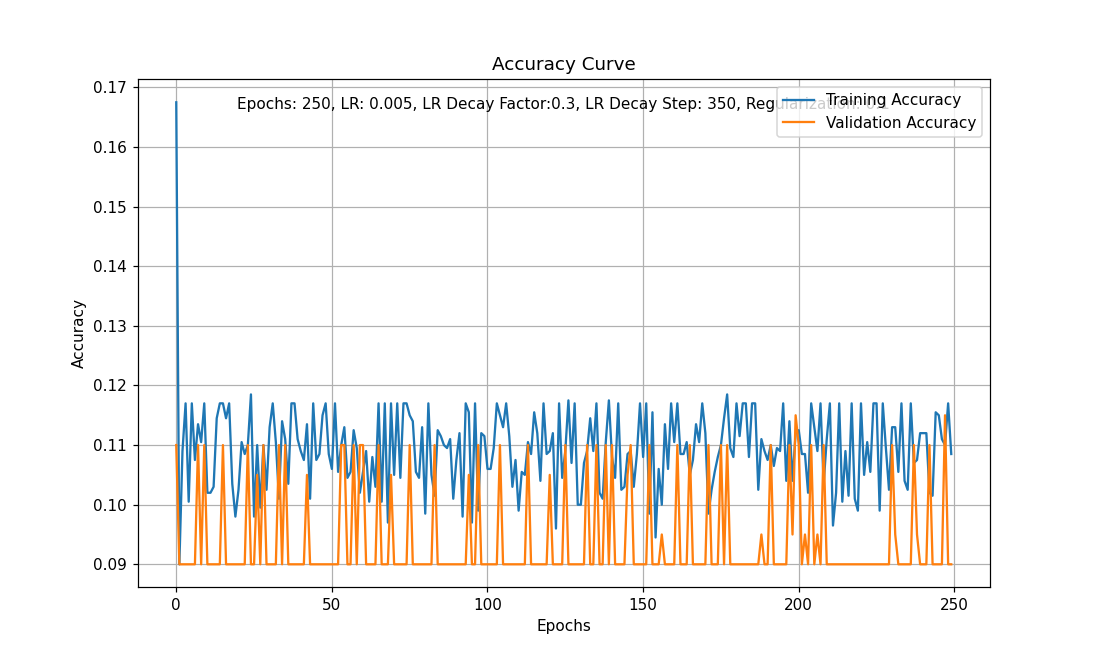 Accuracy Curve
Epochs: 250, LR: 0.005, LR Decay Factor:0.3, LR Decay Step: 350, Regularization:
Training Accuracy
Validation Accuracy
Accuracy
0.17
0.16
0.15
0.14
0.13
0.12
0.11
0.10
0.09
0
50
100
150
200
250
Epochs